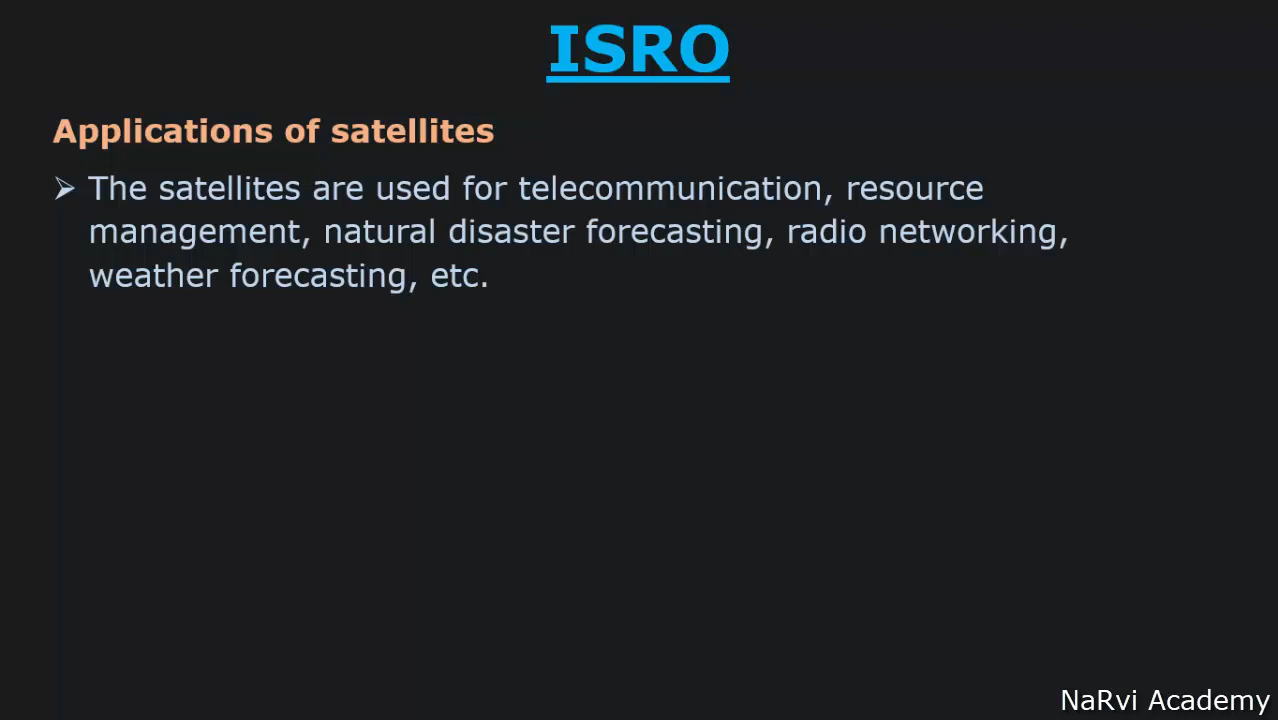 ISRO
Applications of satellites
➢ The satellites are used for telecommunication, resource
management, natural disaster forecasting, radio networking,
weather forecasting, etc.
NaRvi Academy